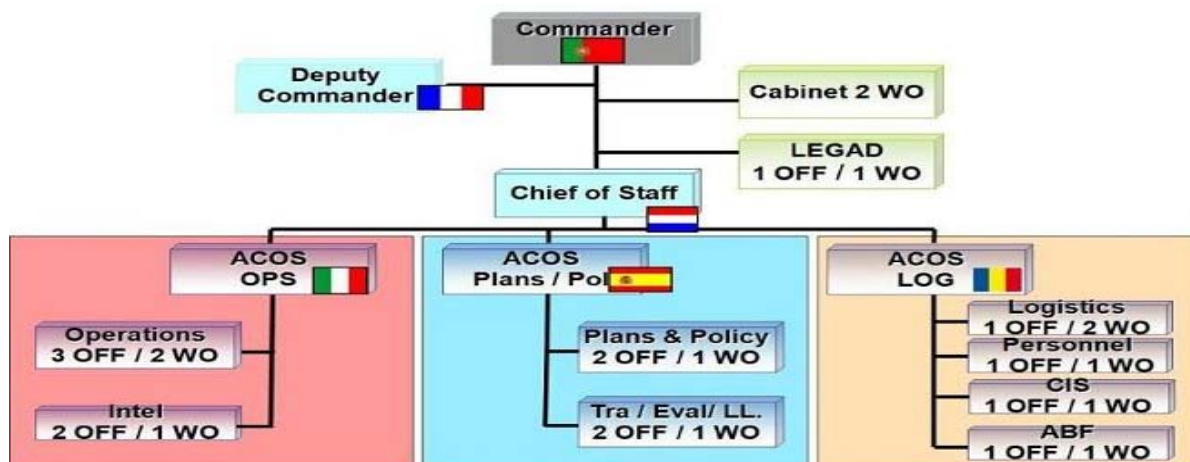 Commander
Deputy
Commander
Cabinet 2 WO
LEGAD
1 OFF / 1 WO
Chief of Staff
ACOS
OPS
Operations
3 OFF / 2 WO
Intel
2 OFF / 1 WO
ACOS
Plans / Pol
Plans & Policy
2 OFF / 1 WO
Tra / Eval/ LL.
2 OFF / 1 WO
ACOS
LOG
Logistics
1 OFF / 2 WO
Personnel
1 OFF / 1 WO
CIS
1 OFF / 1 WO
ABF
1 OFF / 1 WO